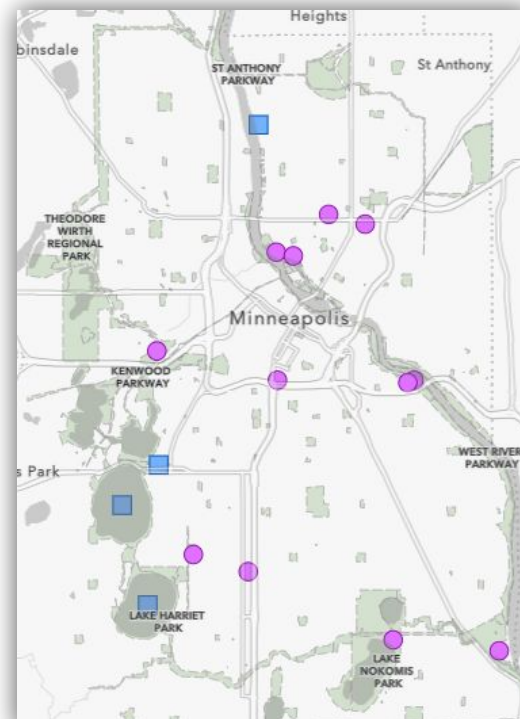 Heights
binsdale
ST ANTHONY
PARKWAY
St Anthony
THEODORE
WIRTH
REGIONAL
PARK
Minneapolis
KENWOOD
PARKWAY
WEST RIVER
PARKWAY
s Park
LAKE HARRIET
PARK
LAKE
NOKOMIS
PARK